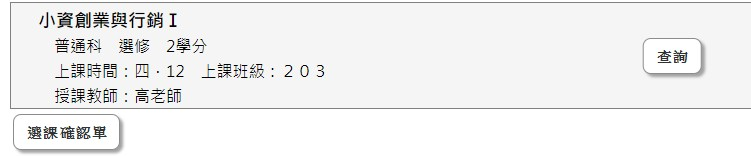 小資創業與行銷Ⅰ
普通科　選修　2學分
上課時間：四．12　上課班級：２０３
查詢
授課教師：高老師
選課確認單